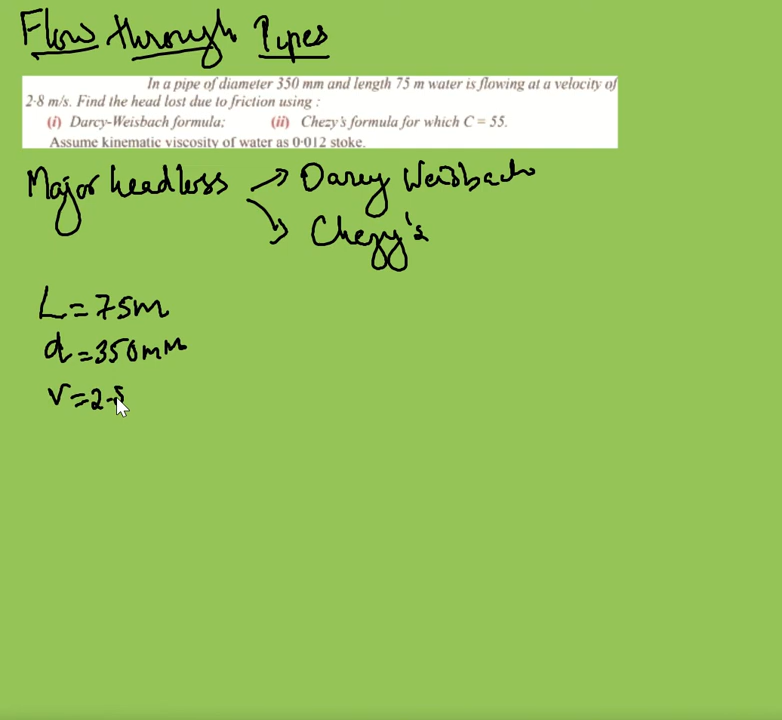 Flow through Pipes
In a pipe of diameter 350 mm and length 75 m water is flowing at a velocity of
2·8 m/s. Find the head lost due to friction using :
(i) Darcy-Weisbach formula; (ii) Chezy's formula for which C = 55.
Assume kinematic viscosity of water as 0·012 stoke.
Major head loss → Darcy Weisbach
→ Chezy's
L = 75m
d = 350mm
V = 2.